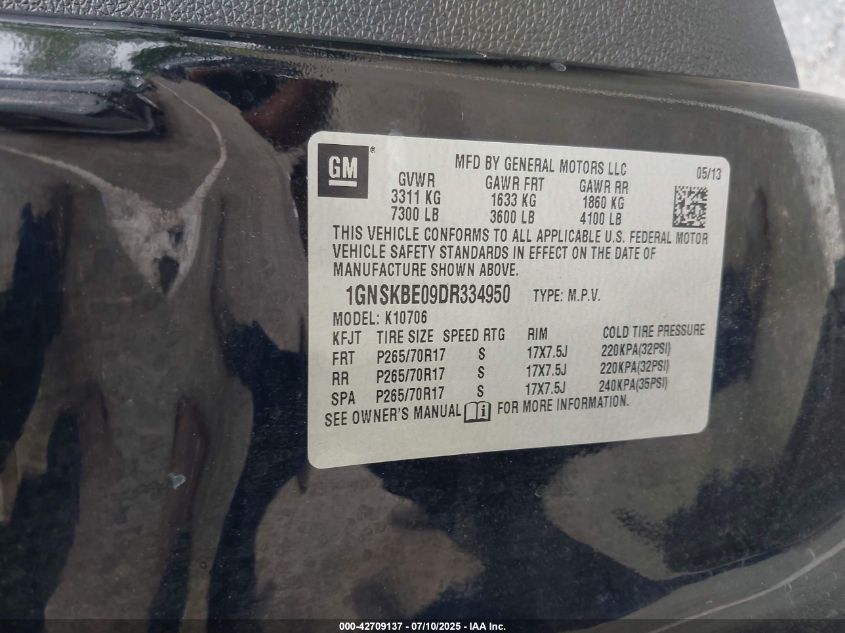 GM
MFD BY GENERAL MOTORS LLC 05/13
GVWR GAWR FRT GAWR RR
3311 KG 1633 KG 1860 KG
7300 LB 3600 LB 4100 LB
THIS VEHICLE CONFORMS TO ALL APPLICABLE U.S. FEDERAL MOTOR
VEHICLE SAFETY STANDARDS IN EFFECT ON THE DATE OF
MANUFACTURE SHOWN ABOVE.
1GNSKBE09DR334950 TYPE: M.P.V.
MODEL: K10706
KFJT TIRE SIZE SPEED RTG RIM COLD TIRE PRESSURE
FRT P265/70R17 S 17X7.5J 220KPA(32PSI)
RR P265/70R17 S 17X7.5J 220KPA(32PSI)
SPA P265/70R17 S 17X7.5J 240KPA(35PSI)
SEE OWNER'S MANUAL FOR MORE INFORMATION.
000-42709137 - 07/10/2025 - IAA Inc.